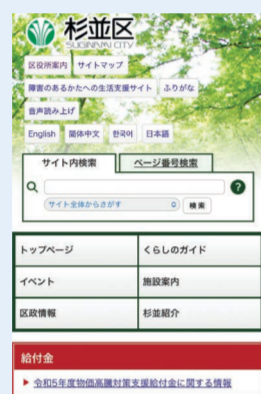 杉並区
SUGINAMI CITY
区役所案内 サイトマップ
障害のあるかたへの生活支援サイト ふりがな
音声読み上げ
English 簡体中文 한국어 日本語
サイト内検索 ページ番号検索
?
サイト全体からさがす 検索
トップページ くらしのガイド
イベント 施設案内
区政情報 杉並紹介
給付金
令和5年度物価高騰対策支援給付金に関する情報